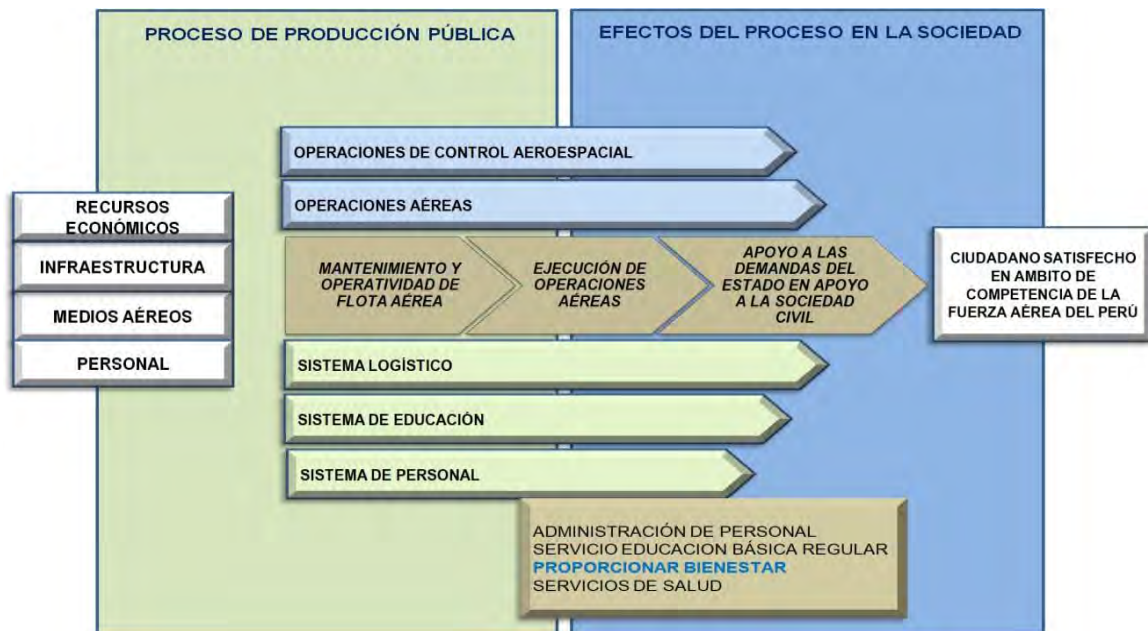 PROCESO DE PRODUCCIÓN PÚBLICA
EFECTOS DEL PROCESO EN LA SOCIEDAD
OPERACIONES DE CONTROL AEROESPACIAL
OPERACIONES AÉREAS
RECURSOS
ECONÓMICOS
INFRAESTRUCTURA
MEDIOS AÉREOS
PERSONAL
MANTENIMIENTO Y
OPERATIVIDAD DE
FLOTA AÉREA
EJECUCIÓN DE
OPERACIONES
AÉREAS
APOYO A LAS
DEMANDAS DEL
ESTADO EN APOYO
A LA SOCIEDAD
CIVIL
CIUDADANO SATISFECHO
EN AMBITO DE
COMPETENCIA DE LA
FUERZA AÉREA DEL PERÚ
SISTEMA LOGÍSTICO
SISTEMA DE EDUCACIÓN
SISTEMA DE PERSONAL
ADMINISTRACIÓN DE PERSONAL
SERVICIO EDUCACION BÁSICA REGULAR
PROPORCIONAR BIENESTAR
SERVICIOS DE SALUD